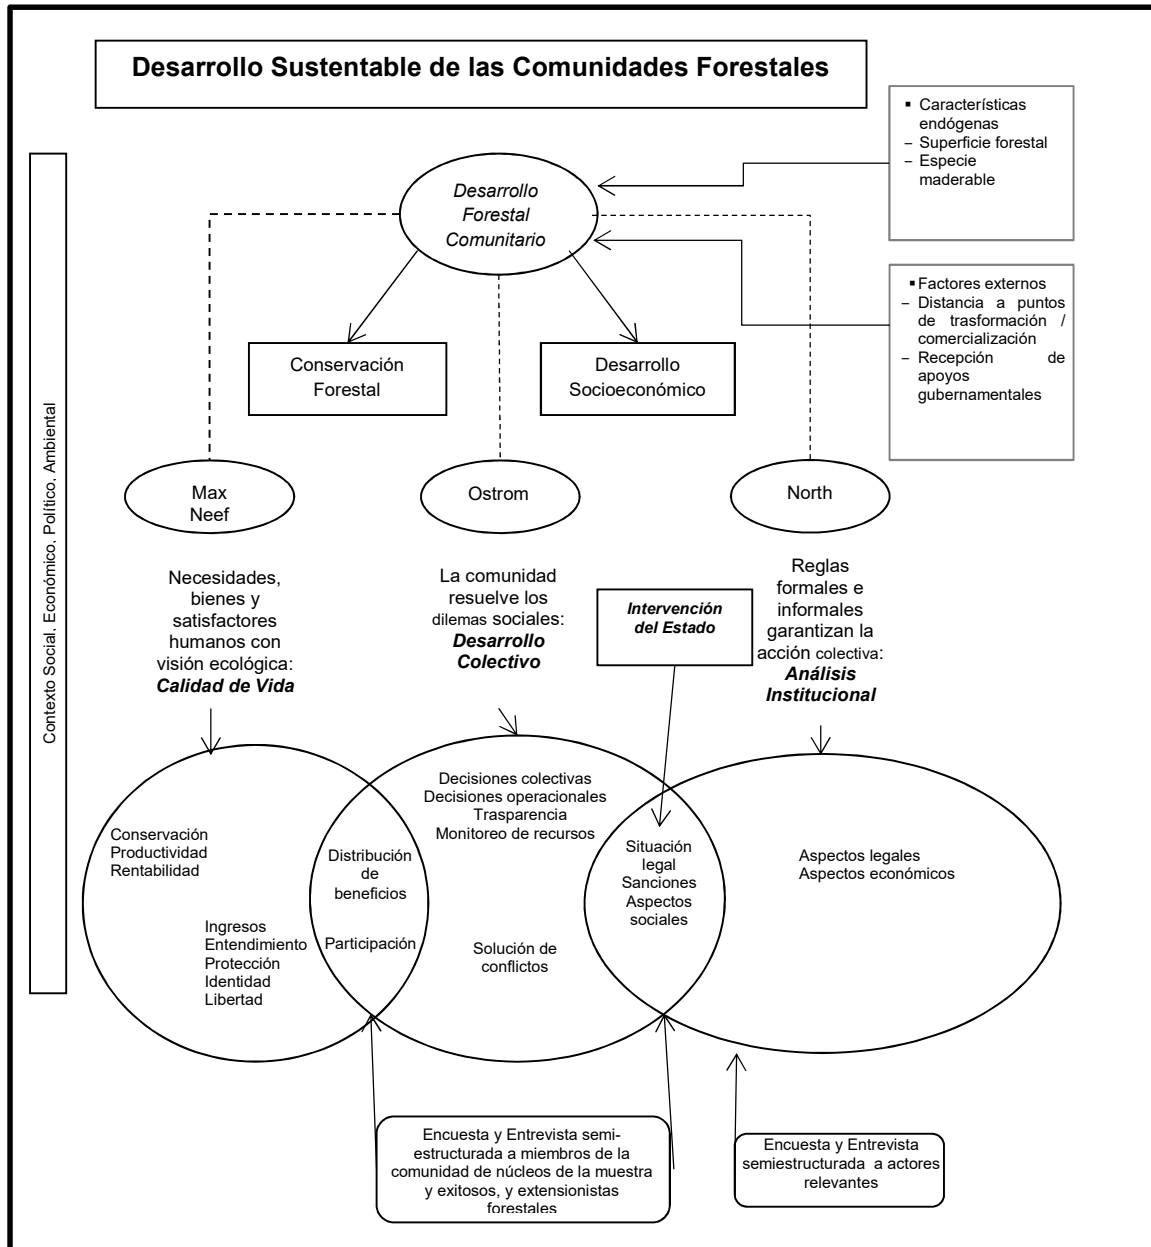 Desarrollo Sustentable de las Comunidades Forestales
▪ Características
endógenas
– Superficie forestal
– Especie
maderable
Desarrollo
Forestal
Comunitario
▪ Factores externos
– Distancia a puntos
de trasformación /
comercialización
– Recepción de
apoyos
gubernamentales
Conservación
Forestal
Desarrollo
Socioeconómico
Contexto Social, Económico, Político, Ambiental
Max
Neef
Ostrom
North
Necesidades,
bienes y
satisfactores
humanos con
visión ecológica:
Calidad de Vida
La comunidad
resuelve los
dilemas sociales:
Desarrollo
Colectivo
Intervención
del Estado
Reglas
formales e
informales
garantizan la
acción colectiva:
Análisis
Institucional
Conservación
Productividad
Rentabilidad
Ingresos
Entendimiento
Protección
Identidad
Libertad
Distribución
de
beneficios
Participación
Decisiones colectivas
Decisiones operacionales
Trasparencia
Monitoreo de recursos
Solución de
conflictos
Situación
legal
Sanciones
Aspectos
sociales
Aspectos legales
Aspectos económicos
Encuesta y Entrevista semi-
estructurada a miembros de la
comunidad de núcleos de la muestra
y exitosos, y extensionistas
forestales
Encuesta y Entrevista
semiestructurada a actores
relevantes